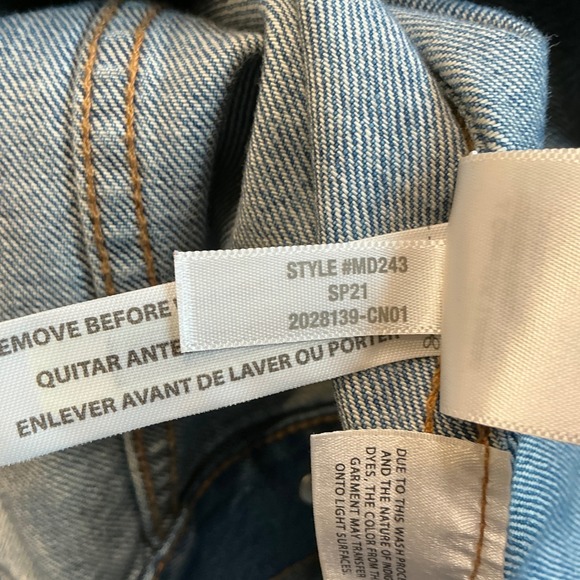 STYLE #MD243
SP21
2028139-CN01
EMOVE BEFORE
QUITAR ANTE
ENLEVER AVANT DE LAVER OU PORTER
DUE TO THIS WASH PROC
AND THE NATURE OF INDIG
DYES, THE COLOR FROM TH
GARMENT MAY TRANSFER
ONTO LIGHT SURFACES.